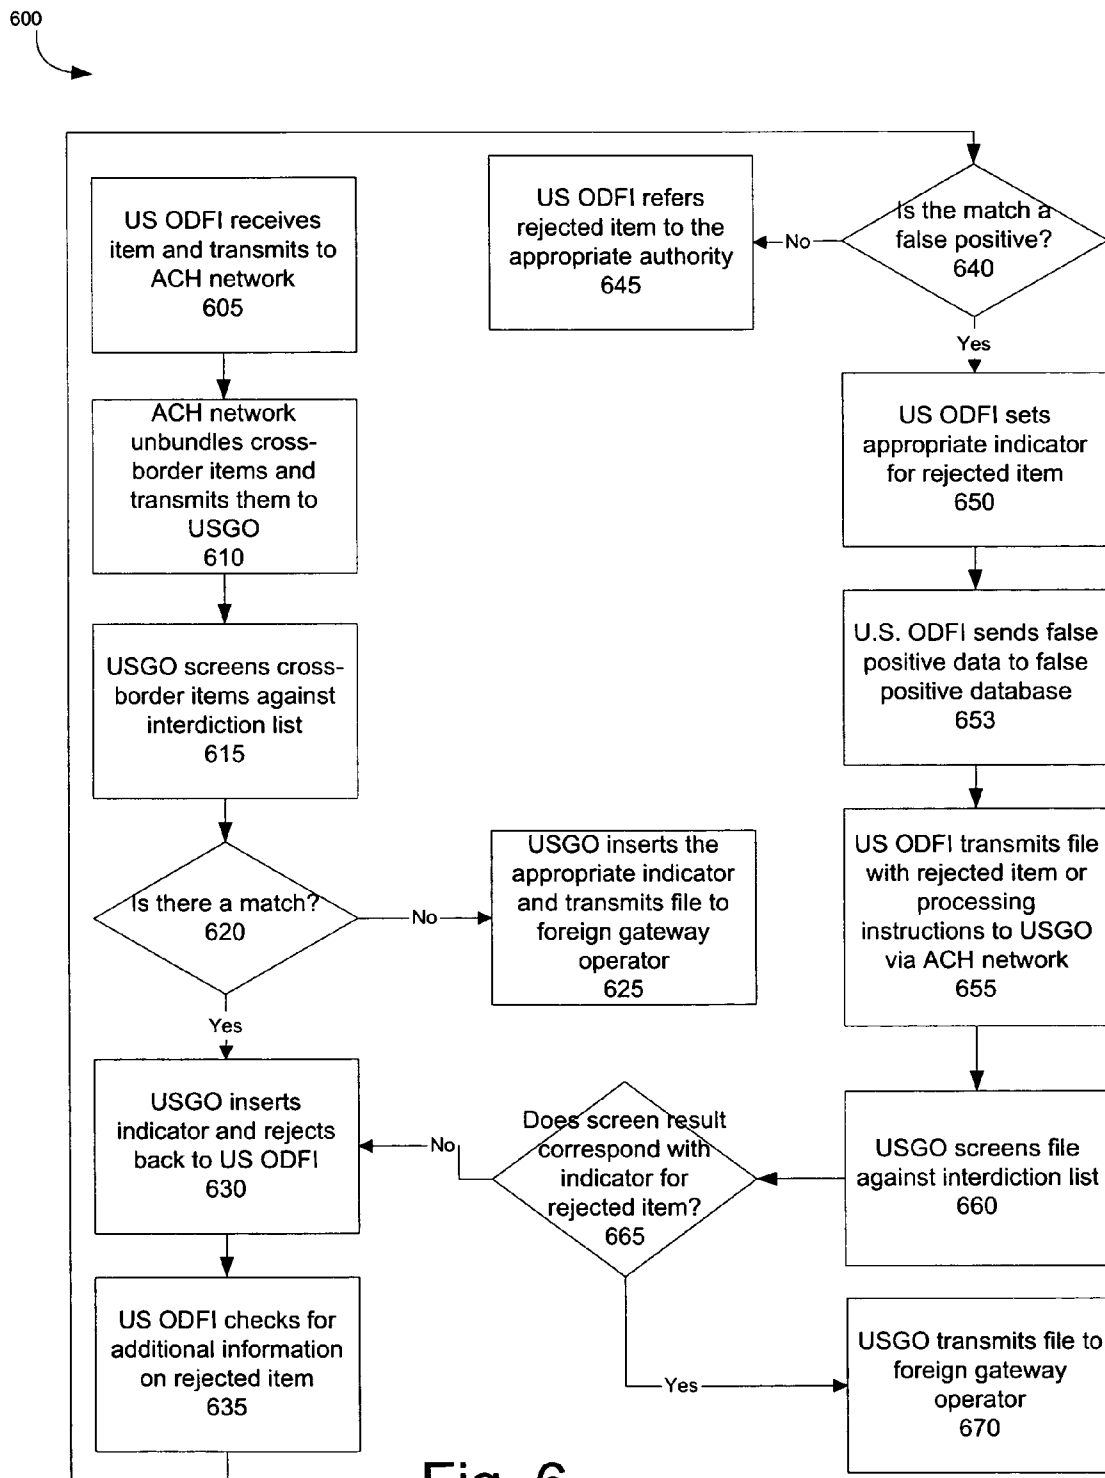 600
US ODFI receives
item and transmits to
ACH network
605
ACH network
unbundles cross-
border items and
transmits them to
USGO
610
USGO screens cross-
border items against
interdiction list
615
Is there a match?
620
No
USGO inserts the
appropriate indicator
and transmits file to
foreign gateway
operator
625
Yes
USGO inserts
indicator and rejects
back to US ODFI
630
US ODFI checks for
additional information
on rejected item
635
Is the match a
false positive?
640
No
US ODFI refers
rejected item to the
appropriate authority
645
Yes
US ODFI sets
appropriate indicator
for rejected item
650
U.S. ODFI sends false
positive data to false
positive database
653
US ODFI transmits file
with rejected item or
processing
instructions to USGO
via ACH network
655
USGO screens file
against interdiction list
660
Does screen result
correspond with
indicator for
rejected item?
665
No
Yes
USGO transmits file to
foreign gateway
operator
670
Fig. 6